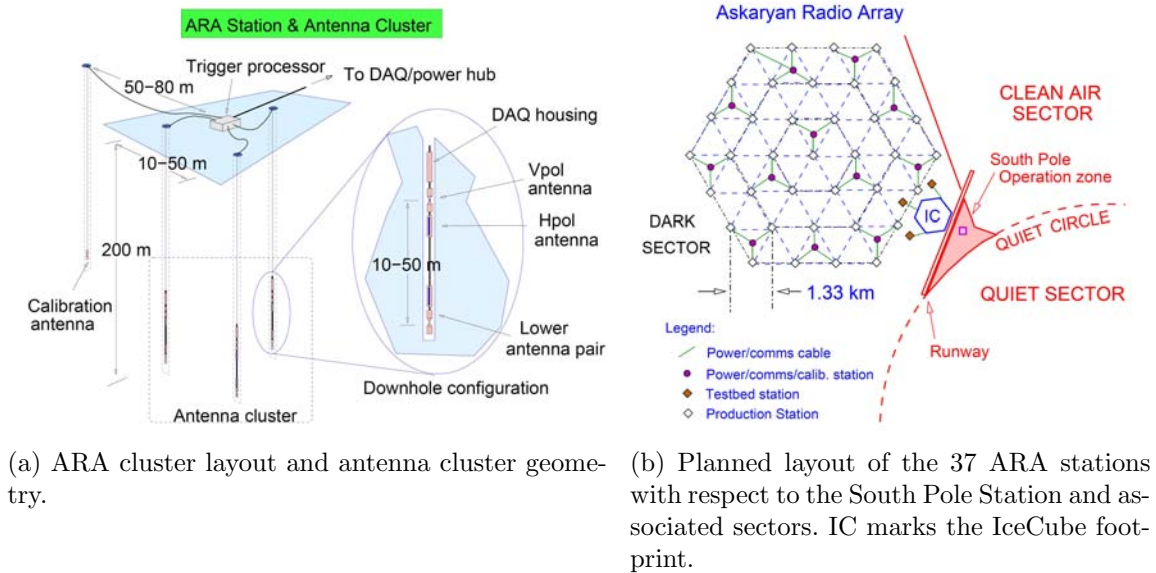 ARA Station & Antenna Cluster
Trigger processor
50−80 m
To DAQ/power hub
DAQ housing
10−50 m
Vpol
antenna
Hpol
antenna
200 m
10−50 m
Calibration
antenna
Lower
antenna pair
Downhole configuration
Antenna cluster
Askaryan Radio Array
CLEAN AIR
SECTOR
South Pole
Operation zone
IC
DARK
SECTOR
QUIET CIRCLE
1.33 km
QUIET SECTOR
Legend:
Power/comms cable
Power/comms/calib. station
Testbed station
Production Station
Runway
(a) ARA cluster layout and antenna cluster geome-
try.
(b) Planned layout of the 37 ARA stations
with respect to the South Pole Station and as-
sociated sectors. IC marks the IceCube foot-
print.